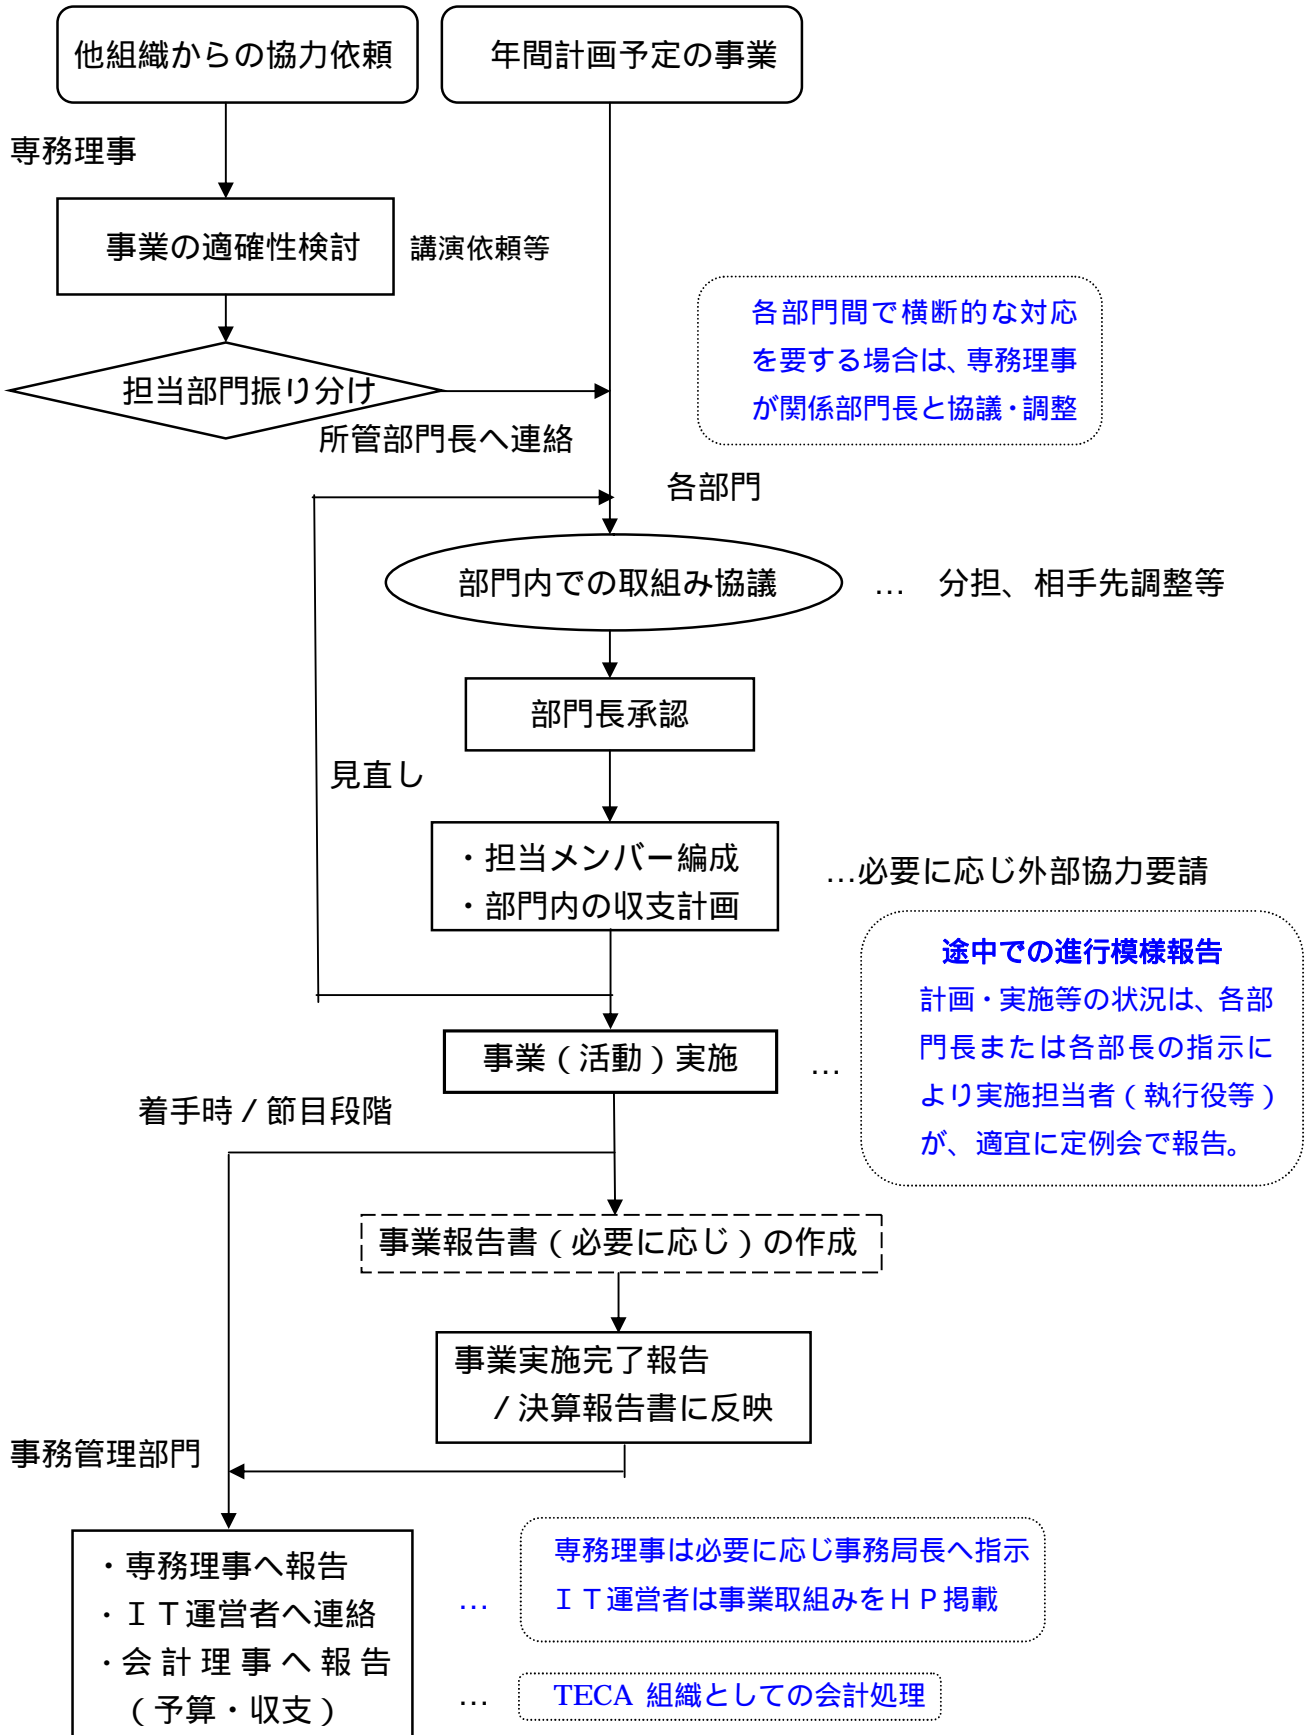 他組織からの協力依頼
年間計画予定の事業
専務理事
事業の適確性検討
講演依頼等
各部門間で横断的な対応
を要する場合は、専務理事
が関係部門長と協議・調整
担当部門振り分け
所管部門長へ連絡
各部門
部門内での取組み協議
… 分担、相手先調整等
部門長承認
見直し
・担当メンバー編成
・部門内の収支計画
…必要に応じ外部協力要請
途中での進行模様報告
計画・実施等の状況は、各部
門長または各部長の指示に
より実施担当者（執行役等）
が、適宜に定例会で報告。
事業（活動）実施
…
着手時/節目段階
事業報告書（必要に応じ）の作成
事業実施完了報告
/決算報告書に反映
事務管理部門
・専務理事へ報告
・ＩＴ運営者へ連絡
・会計理事へ報告
（予算・収支）
…
専務理事は必要に応じ事務局長へ指示
ＩＴ運営者は事業取組みをＨＰ掲載
…
TECA 組織としての会計処理